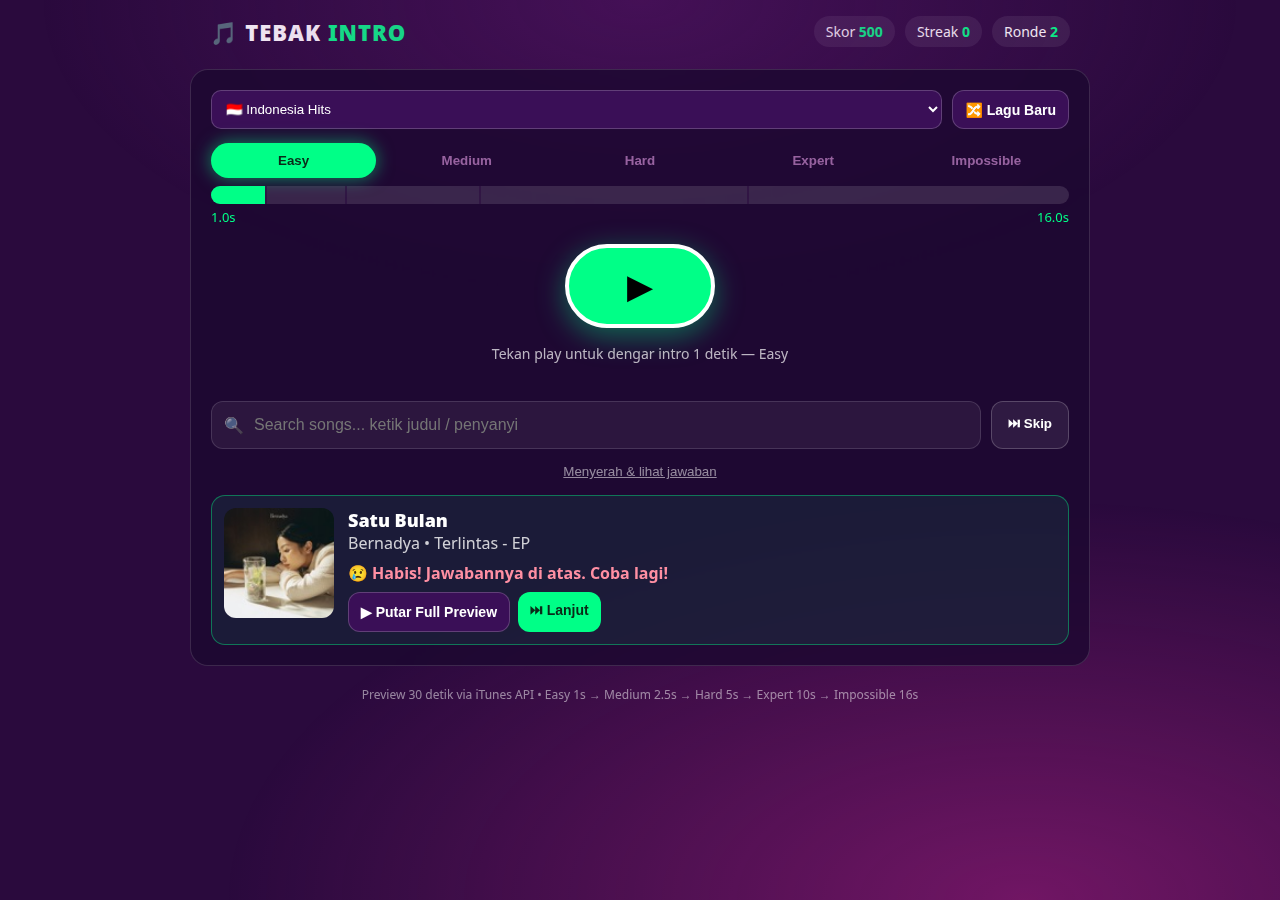 🎵 TEBAK INTRO
Skor 500 Streak 0 Ronde 2
🇮🇩 Indonesia Hits
🔀 Lagu Baru
Easy Medium Hard Expert Impossible
1.0s 16.0s
▶
Tekan play untuk dengar intro 1 detik — Easy
🔍 Search songs... ketik judul / penyanyi
⏭ Skip
Menyerah & lihat jawaban
Satu Bulan
Bernadya • Terlintas - EP
😢 Habis! Jawabannya di atas. Coba lagi!
▶ Putar Full Preview ⏭ Lanjut
Preview 30 detik via iTunes API • Easy 1s → Medium 2.5s → Hard 5s → Expert 10s → Impossible 16s